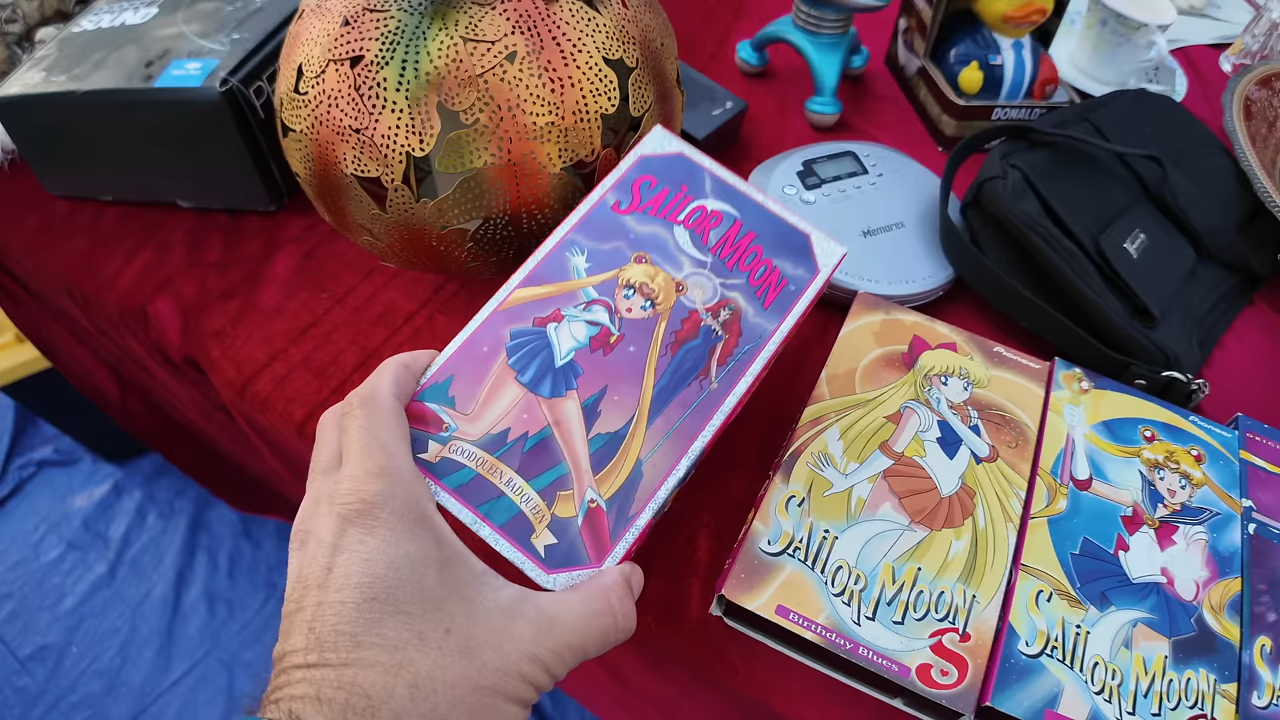 DONALD
Memorex
SAILOR MOON
GOOD QUEEN, BAD QUEEN
PIONEER
SAILOR MOON
S
Birthday Blues
PIONEER
SAILOR MOON